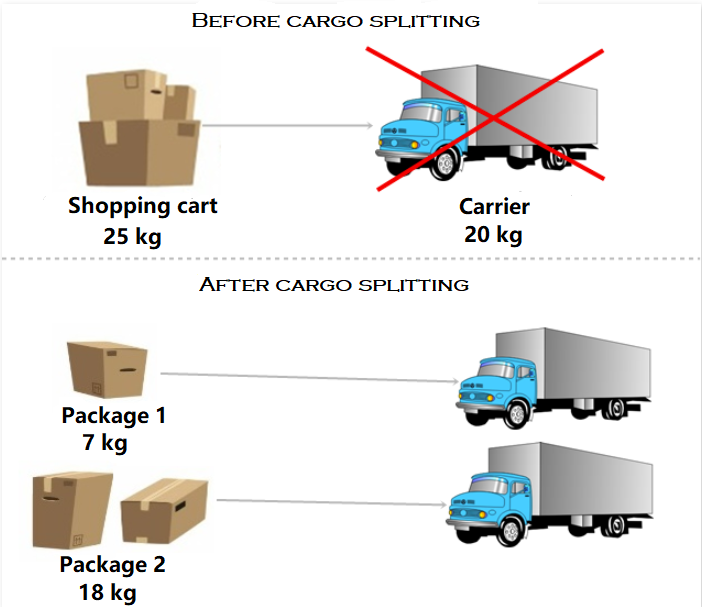 BEFORE CARGO SPLITTING
Shopping cart
25 kg
Carrier
20 kg
AFTER CARGO SPLITTING
Package 1
7 kg
Package 2
18 kg